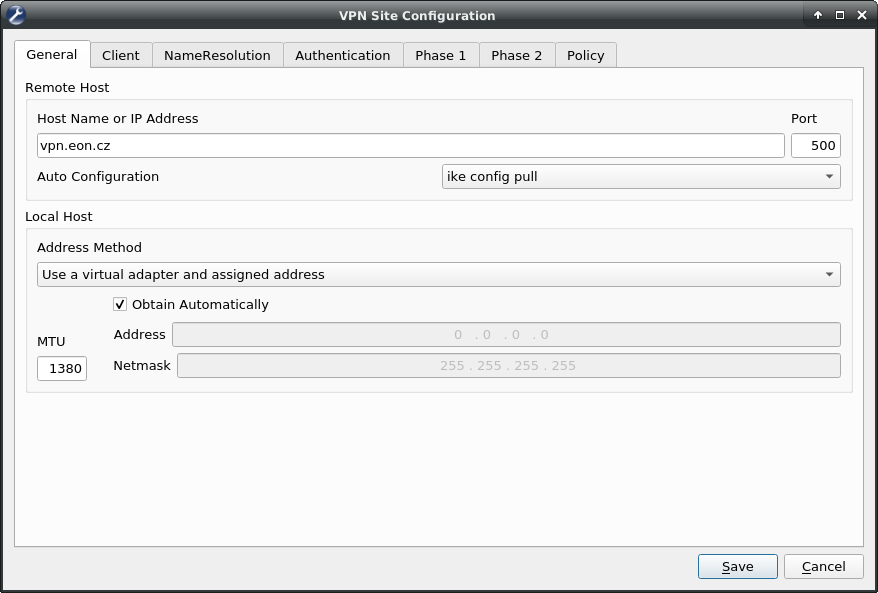 VPN Site Configuration
General Client NameResolution Authentication Phase 1 Phase 2 Policy
Remote Host
Host Name or IP Address Port
vpn.eon.cz 500
Auto Configuration ike config pull
Local Host
Address Method
Use a virtual adapter and assigned address
Obtain Automatically
MTU Address 0 . 0 . 0 . 0
1380 Netmask 255 . 255 . 255 . 255
Save Cancel